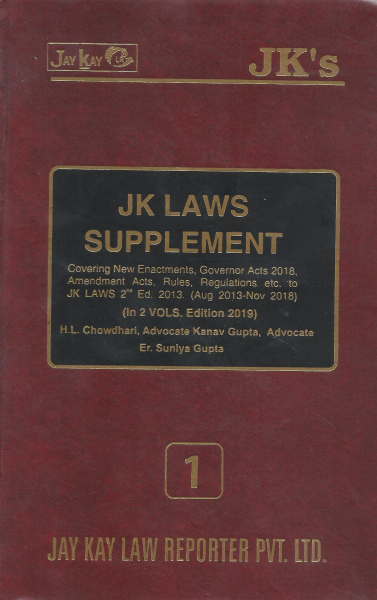 JAY KAY
JK's
JK LAWS
SUPPLEMENT
Covering New Enactments, Governor Acts 2018,
Amendment Acts, Rules, Regulations etc. to
JK LAWS 2nd Ed. 2013. (Aug 2013-Nov 2018)
(In 2 VOLS, Edition 2019)
H.L. Chowdhari, Advocate Kanav Gupta, Advocate
Er. Suniya Gupta
1
JAY KAY LAW REPORTER PVT. LTD.